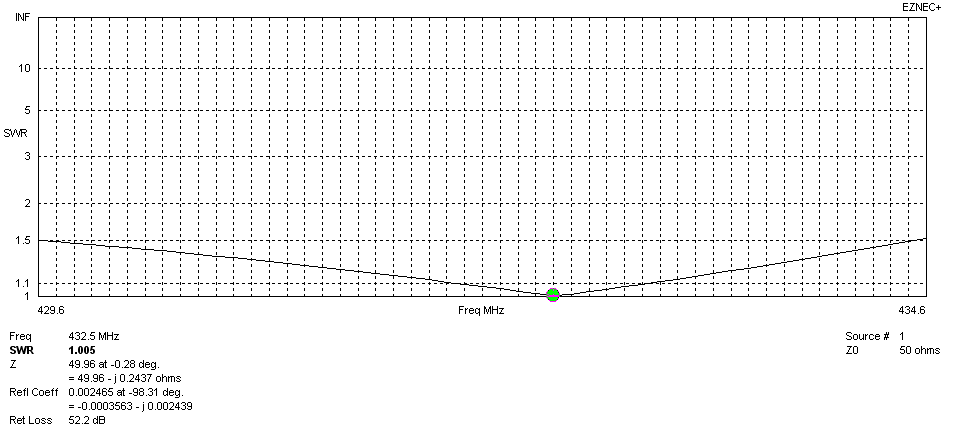 EZNEC+
INF
10
5
SWR
3
2
1.5
1.1
1
429.6 Freq MHz 434.6
Freq 432.5 MHz Source # 1
SWR 1.005 Z0 50 ohms
Z 49.96 at -0.28 deg.
= 49.96 - j 0.2437 ohms
Refl Coeff 0.002465 at -98.31 deg.
= -0.0003563 - j 0.002439
Ret Loss 52.2 dB